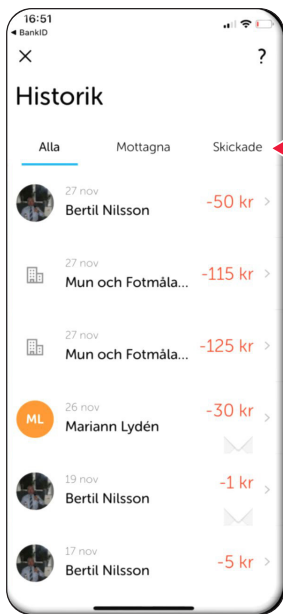 16:51
◀ BankID
× ?
Historik
Alla Mottagna Skickade
27 nov
Bertil Nilsson -50 kr
27 nov
Mun och Fotmåla... -115 kr
27 nov
Mun och Fotmåla... -125 kr
ML
26 nov
Mariann Lydén -30 kr
19 nov
Bertil Nilsson -1 kr
17 nov
Bertil Nilsson -5 kr